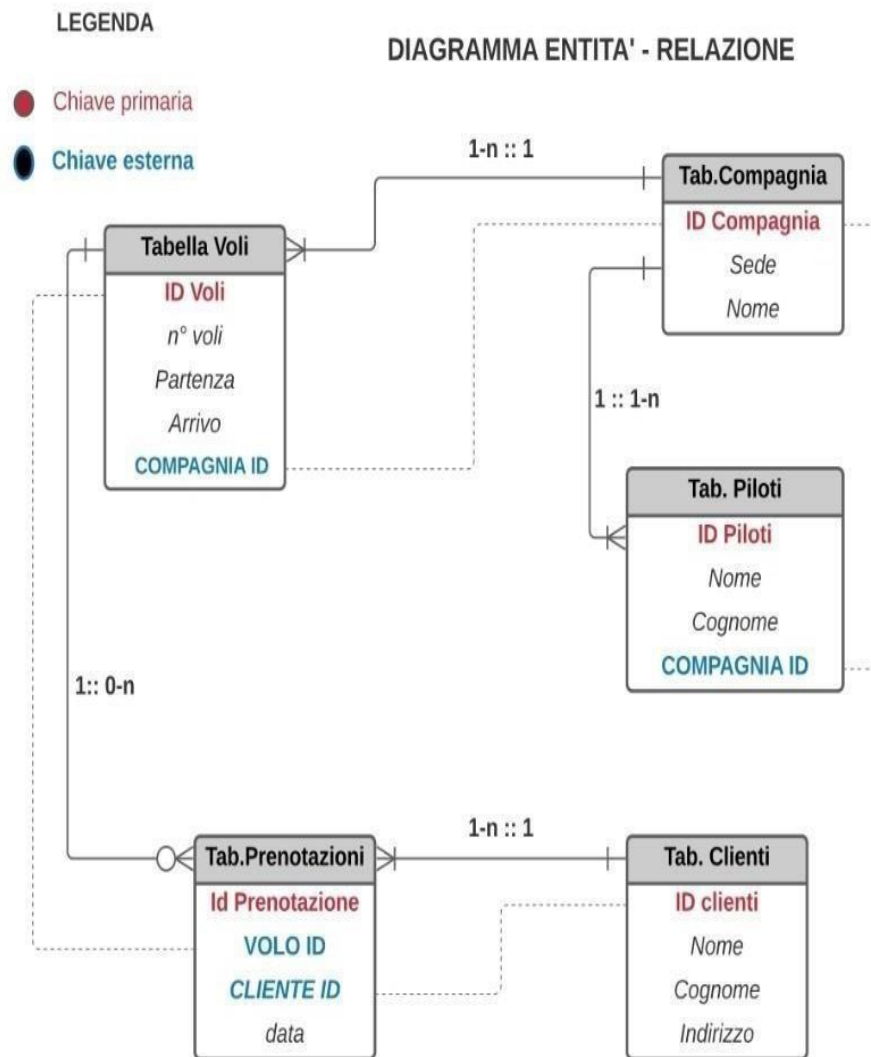 LEGENDA
DIAGRAMMA ENTITA' - RELAZIONE
Chiave primaria
Chiave esterna
1-n :: 1
Tab.Compagnia
ID Compagnia
Sede
Nome
Tabella Voli
ID Voli
n° voli
Partenza
Arrivo
COMPAGNIA ID
1 :: 1-n
Tab. Piloti
ID Piloti
Nome
Cognome
COMPAGNIA ID
1:: 0-n
1-n :: 1
Tab.Prenotazioni
Id Prenotazione
VOLO ID
CLIENTE ID
data
Tab. Clienti
ID clienti
Nome
Cognome
Indirizzo